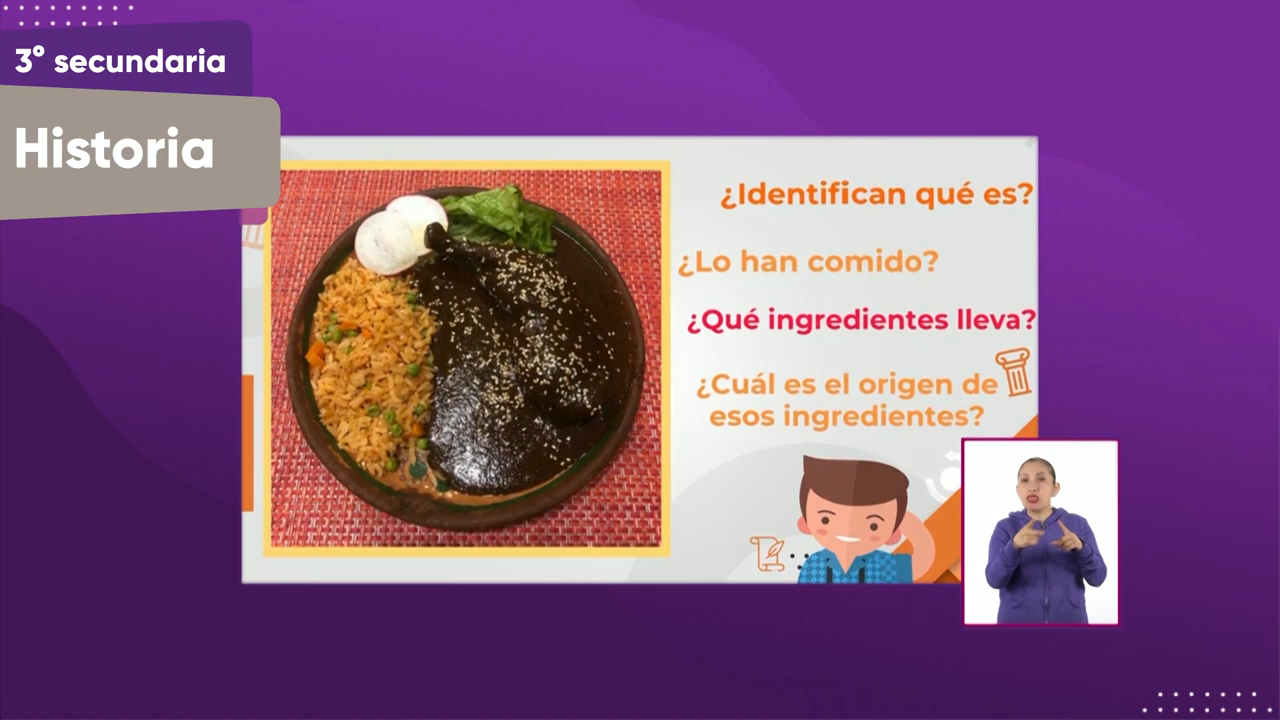 3° secundaria
Historia
¿Identifican qué es?
¿Lo han comido?
¿Qué ingredientes lleva?
¿Cuál es el origen de
esos ingredientes?